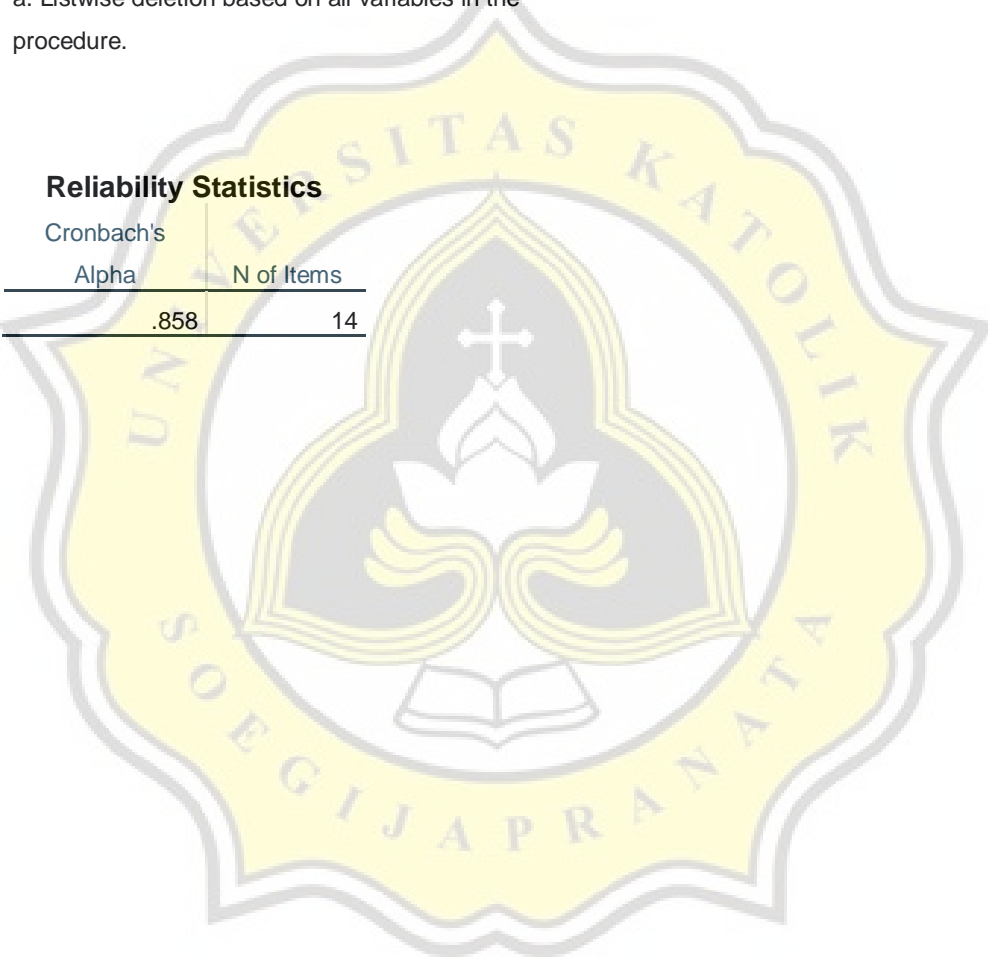 a. Listwise deletion based on all variables in the
procedure.
UNIVERSITAS KATOLIK
Reliability Statistics
Cronbach's
Alpha N of Items
.858 14
SOEGIJAPRANATA